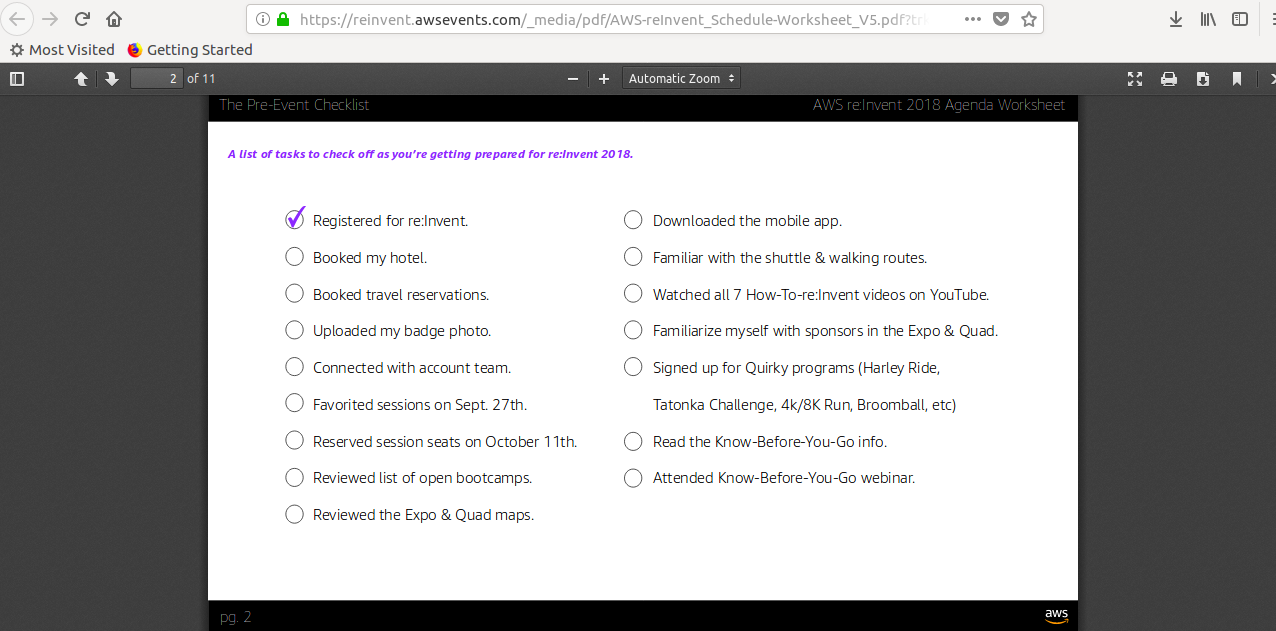 https://reinvent.awsevents.com/_media/pdf/AWS-reInvent_Schedule-Worksheet_V5.pdf?tri
Most Visited Getting Started
2 of 11 Automatic Zoom
The Pre-Event Checklist AWS re:Invent 2018 Agenda Worksheet
A list of tasks to check off as you're getting prepared for re:Invent 2018.
Registered for re:Invent.
Booked my hotel.
Booked travel reservations.
Uploaded my badge photo.
Connected with account team.
Favorited sessions on Sept. 27th.
Reserved session seats on October 11th.
Reviewed list of open bootcamps.
Reviewed the Expo & Quad maps.
Downloaded the mobile app.
Familiar with the shuttle & walking routes.
Watched all 7 How-To-re:Invent videos on YouTube.
Familiarize myself with sponsors in the Expo & Quad.
Signed up for Quirky programs (Harley Ride,
Tatonka Challenge, 4k/8K Run, Broomball, etc)
Read the Know-Before-You-Go info.
Attended Know-Before-You-Go webinar.
pg. 2 aws